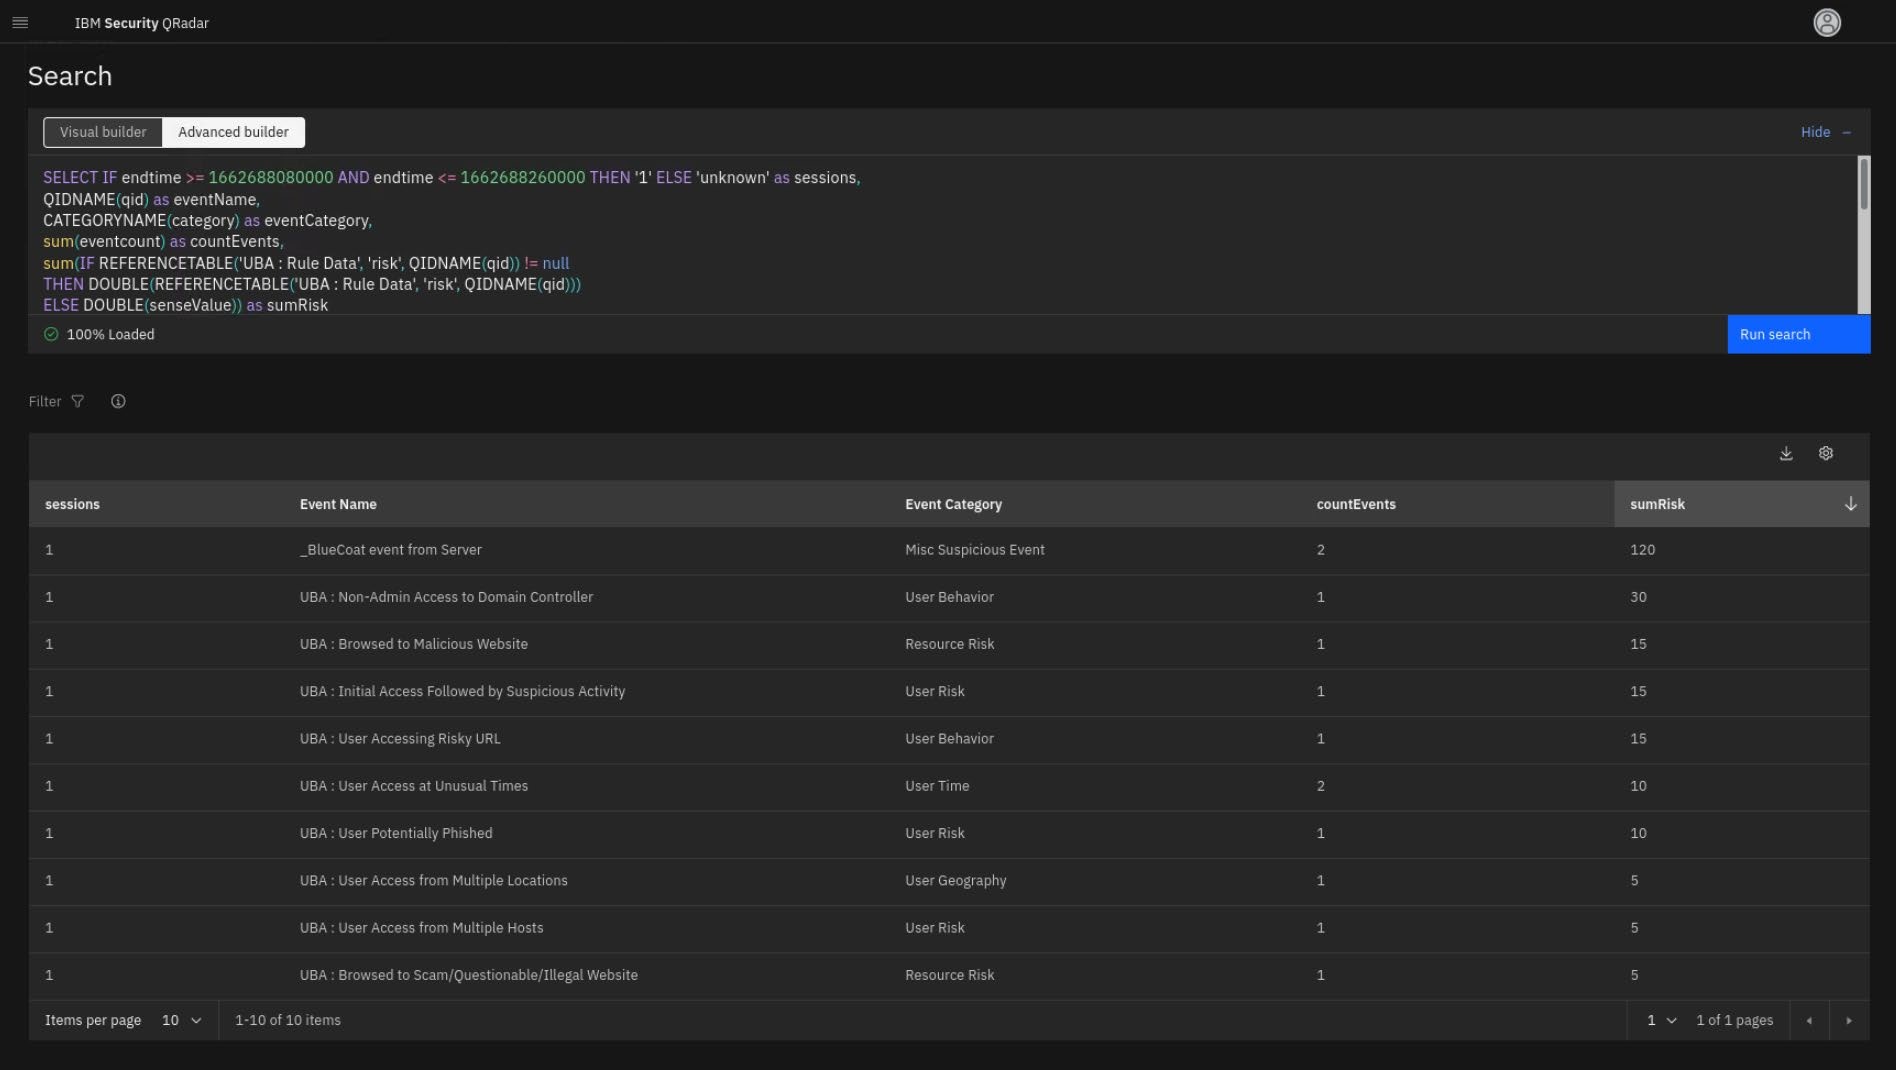 IBM Security QRadar
Search
Visual builder Advanced builder Hide
SELECT IF endtime >= 1662688080000 AND endtime <= 1662688260000 THEN '1' ELSE 'unknown' as sessions,
QIDNAME(qid) as eventName,
CATEGORYNAME(category) as eventCategory,
sum(eventcount) as countEvents,
sum(IF REFERENCETABLE('UBA : Rule Data', 'risk', QIDNAME(qid)) != null
THEN DOUBLE(REFERENCETABLE('UBA : Rule Data', 'risk', QIDNAME(qid)))
ELSE DOUBLE(senseValue)) as sumRisk
100% Loaded Run search
Filter
sessions Event Name Event Category countEvents sumRisk
1 _BlueCoat event from Server Misc Suspicious Event 2 120
1 UBA : Non-Admin Access to Domain Controller User Behavior 1 30
1 UBA : Browsed to Malicious Website Resource Risk 1 15
1 UBA : Initial Access Followed by Suspicious Activity User Risk 1 15
1 UBA : User Accessing Risky URL User Behavior 1 15
1 UBA : User Access at Unusual Times User Time 2 10
1 UBA : User Potentially Phished User Risk 1 10
1 UBA : User Access from Multiple Locations User Geography 1 5
1 UBA : User Access from Multiple Hosts User Risk 1 5
1 UBA : Browsed to Scam/Questionable/Illegal Website Resource Risk 1 5
Items per page 10 1-10 of 10 items 1 1 of 1 pages